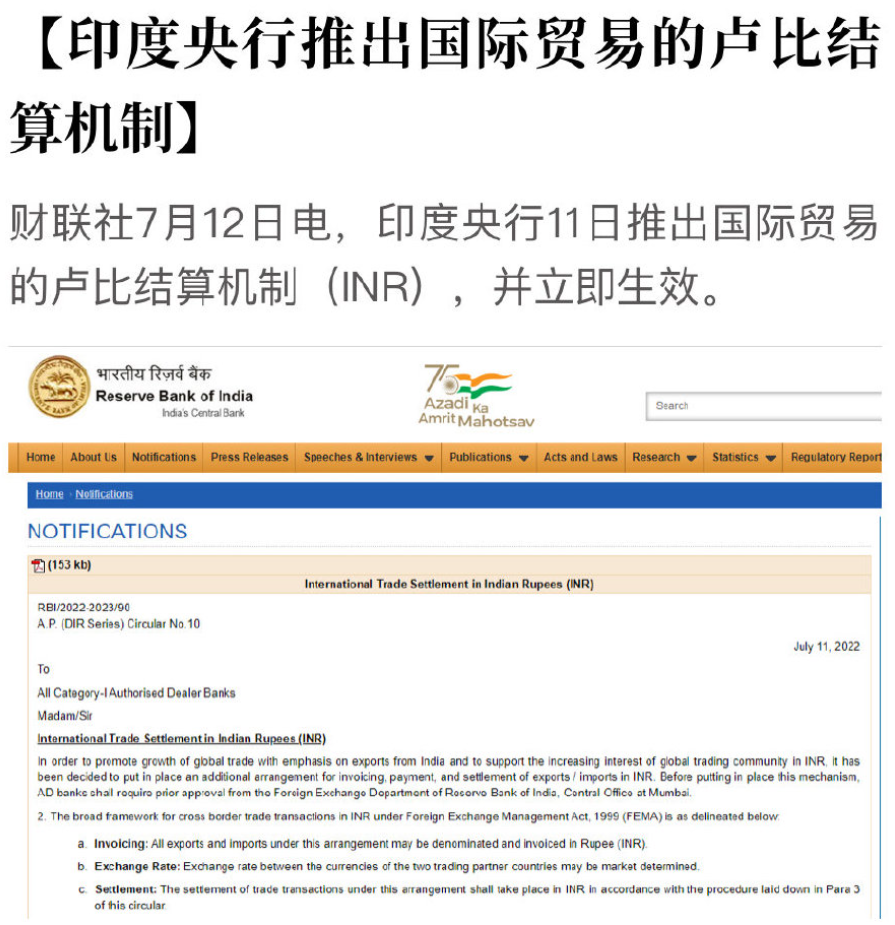 【印度央行推出国际贸易的卢比结
算机制】
财联社7月12日电，印度央行11日推出国际贸易
的卢比结算机制（INR），并立即生效。
भारतीय रिज़र्व बैंक
Reserve Bank of India
India's Central Bank
75
Azadi Ka
Amrit Mahotsav
Search
Home About Us Notifications Press Releases Speeches & Interviews Publications Acts and Laws Research Statistics Regulatory Report
Home Notifications
NOTIFICATIONS
(153 kb)
International Trade Settlement in Indian Rupees (INR)
RBI/2022-2023/90
A.P. (DIR Series) Circular No.10
July 11, 2022
To
All Category-I Authorised Dealer Banks
Madam/Sir
International Trade Settlement in Indian Rupees (INR)
In order to promote growth of global trade with emphasis on exports from India and to support the increasing interest of global trading community in INR, it has
been decided to put in place an additional arrangement for invoicing, payment, and settlement of exports / imports in INR. Before putting in place this mechanism,
AD banks shall require prior approval from the Foreign Exchange Department of Reserve Bank of India, Central Office at Mumbai.
2. The broad framework for cross border trade transactions in INR under Foreign Exchange Management Act, 1999 (FEMA) is as delineated below:
a. Invoicing: All exports and imports under this arrangement may be denominated and invoiced in Rupee (INR).
b. Exchange Rate: Exchange rate between the currencies of the two trading partner countries may be market determined.
c. Settlement: The settlement of trade transactions under this arrangement shall take place in INR in accordance with the procedure laid down in Para 3
of this circular.